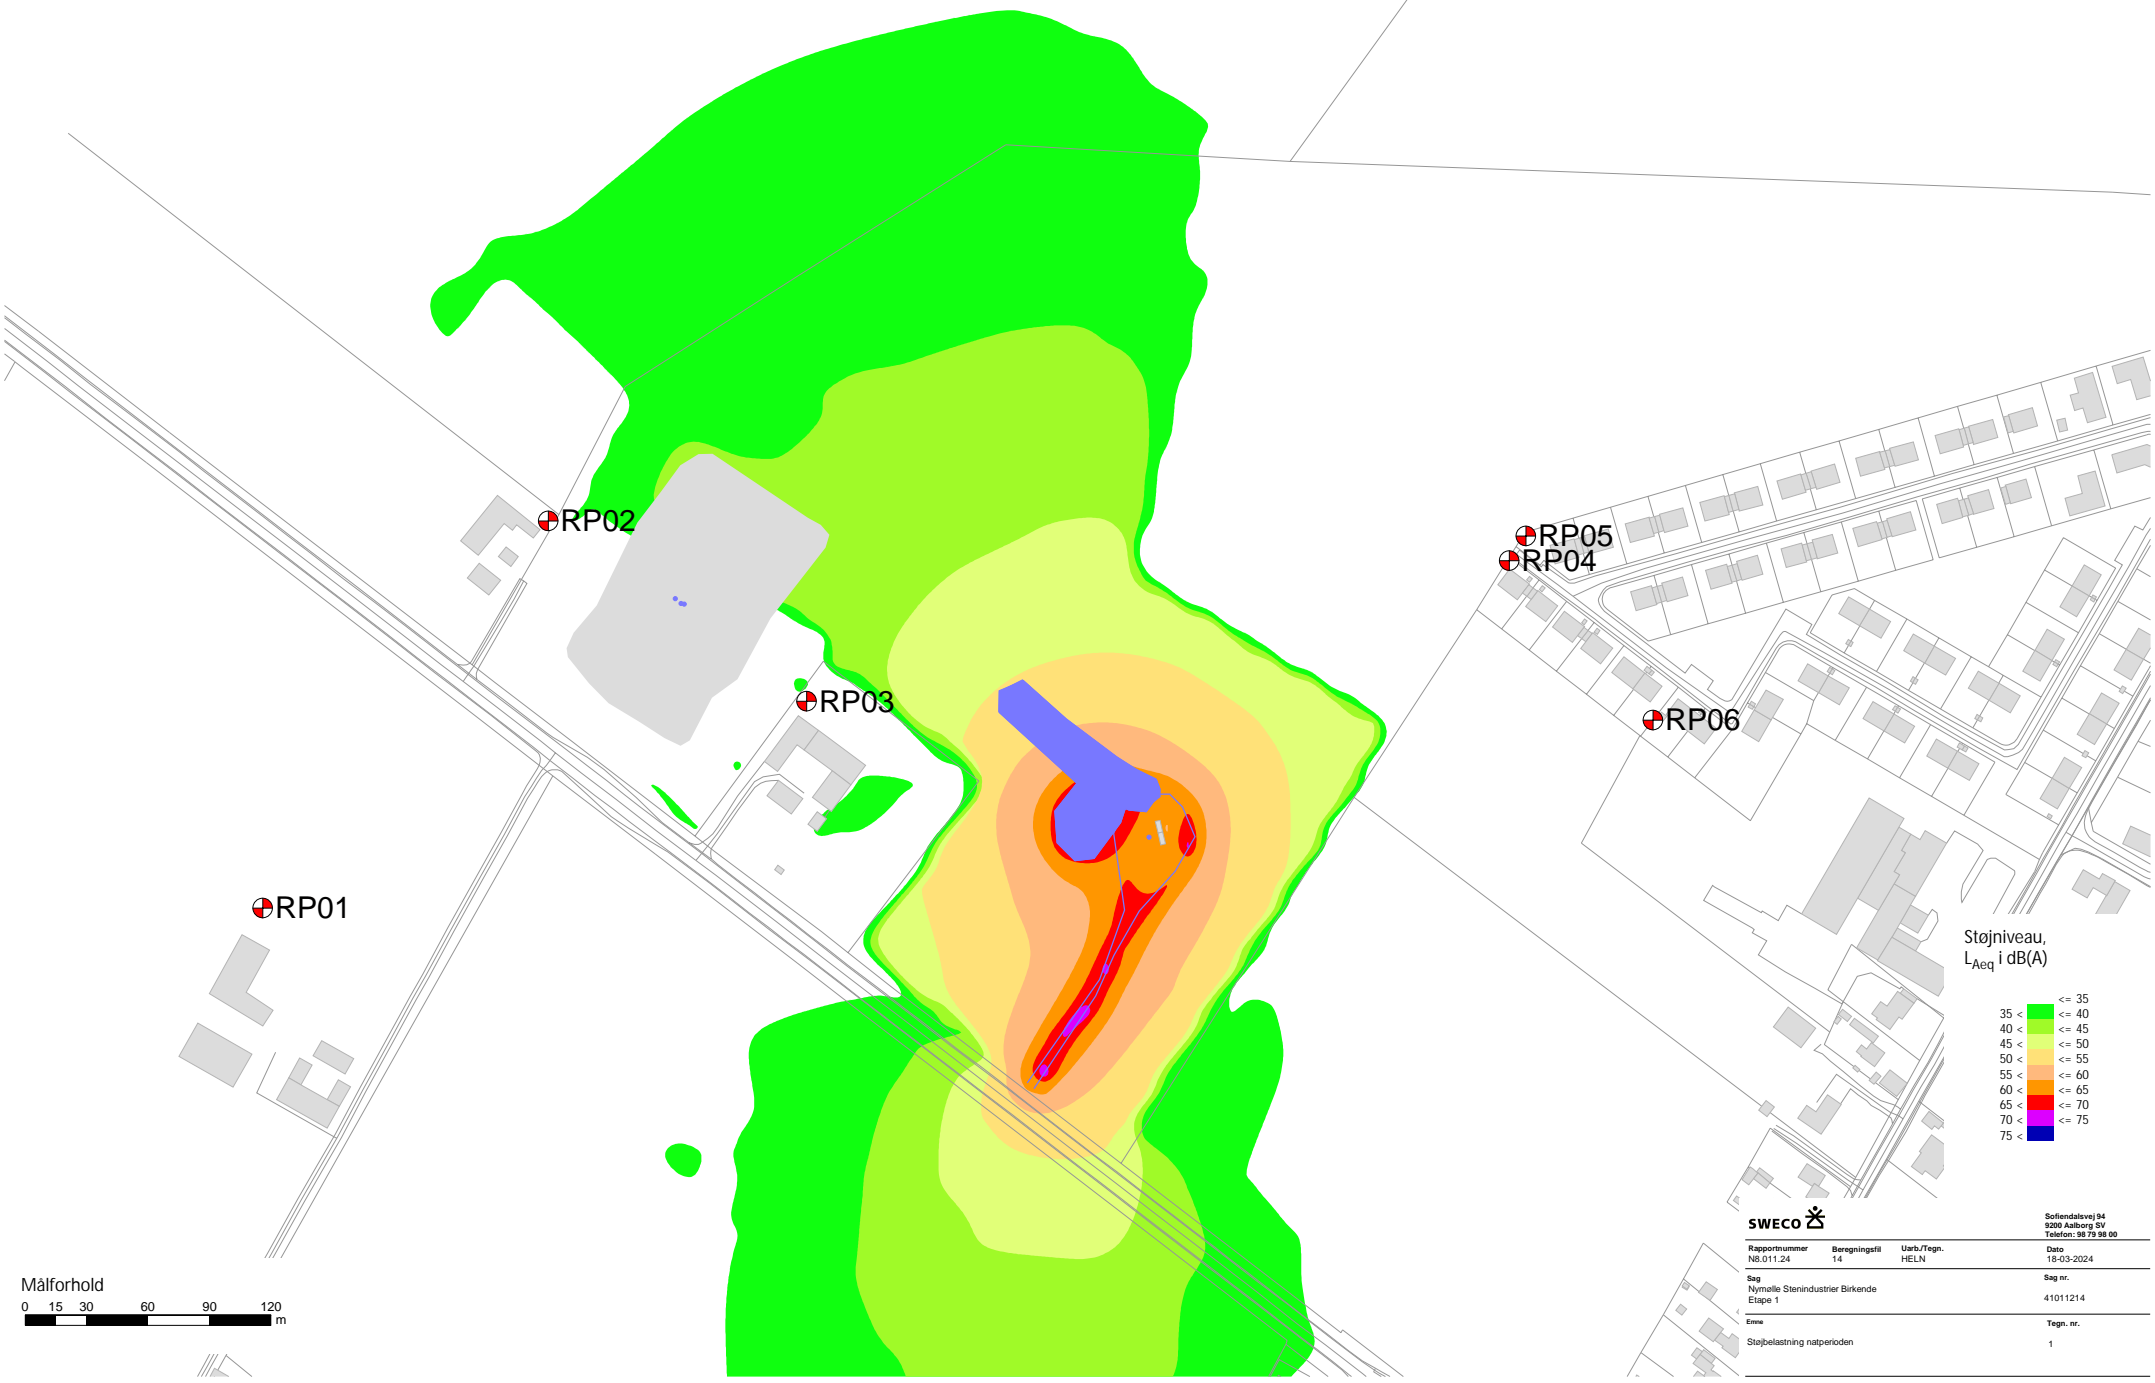 RP02
RP05
RP04
RP03
RP06
RP01
Støjniveau,
LAeq i dB(A)
<= 35
35 < <= 40
40 < <= 45
45 < <= 50
50 < <= 55
55 < <= 60
60 < <= 65
65 < <= 70
70 < <= 75
75 <
Målforhold
0 15 30 60 90 120
m
SWECO
Sofiendalsvej 94
9200 Aalborg SV
Telefon: 98 79 98 00
Rapportnummer Beregningsfil Uarb./Tegn. Dato
N8.011.24 14 HELN 18-03-2024
Sag Sag nr.
Nymølle Stenindustrier Birkende
Etape 1 41011214
Emne Tegn. nr.
Støjbelastning natperioden 1